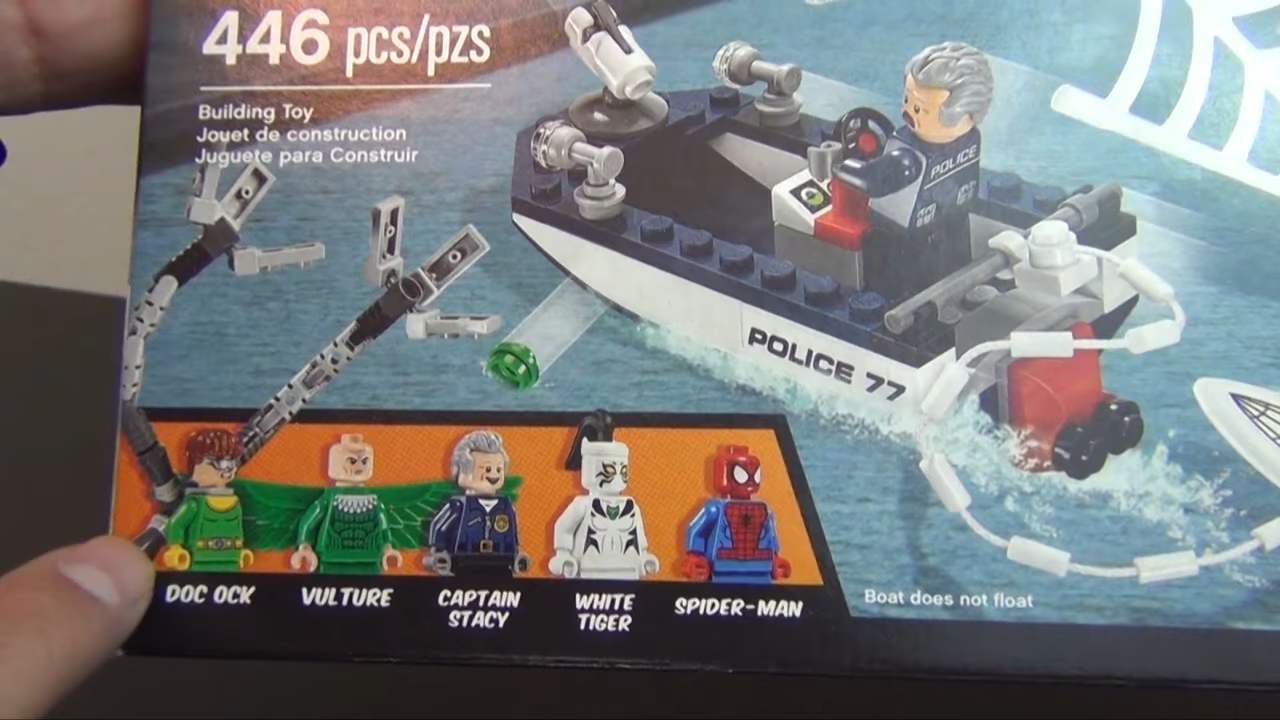 446 pcs/pzs
Building Toy
Jouet de construction
Juguete para Construir
POLICE
POLICE 77
DOC OCK
VULTURE
CAPTAIN
STACY
WHITE
TIGER
SPIDER-MAN
Boat does not float